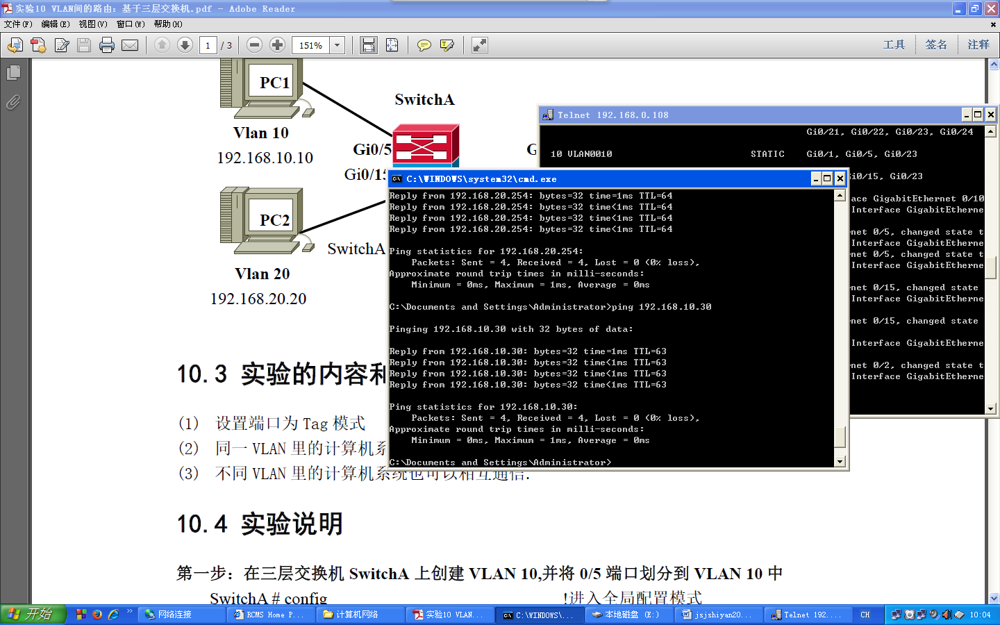 实验10 VLAN间的路由：基于三层交换机.pdf - Adobe Reader
文件(F) 编辑(E) 视图(V) 窗口(W) 帮助(H)
1 / 3 151% 工具 签名 注释
PC1
SwitchA
Vlan 10
192.168.10.10
Gi0/5
Gi0/15
PC2
SwitchA
Vlan 20
192.168.20.20
Telnet 192.168.0.108
Gi0/21, Gi0/22, Gi0/23, Gi0/24
10 VLAN0010 STATIC Gi0/1, Gi0/5, Gi0/23
i0/15, Gi0/23
ace GigabitEthernet 0/10
Interface GigabitEtherne
net 0/5, changed state t
Interface GigabitEtherne
net 0/5, changed state t
Interface GigabitEtherne
net 0/15, changed state
Interface GigabitEtherne
net 0/15, changed state
Interface GigabitEtherne
net 0/2, changed state t
Interface GigabitEtherne
C:\WINDOWS\system32\cmd.exe
Reply from 192.168.20.254: bytes=32 time=1ms TTL=64
Reply from 192.168.20.254: bytes=32 time<1ms TTL=64
Reply from 192.168.20.254: bytes=32 time<1ms TTL=64
Reply from 192.168.20.254: bytes=32 time<1ms TTL=64
Ping statistics for 192.168.20.254:
Packets: Sent = 4, Received = 4, Lost = 0 (0% loss),
Approximate round trip times in milli-seconds:
Minimum = 0ms, Maximum = 1ms, Average = 0ms
C:\Documents and Settings\Administrator>ping 192.168.10.30
Pinging 192.168.10.30 with 32 bytes of data:
Reply from 192.168.10.30: bytes=32 time=1ms TTL=63
Reply from 192.168.10.30: bytes=32 time<1ms TTL=63
Reply from 192.168.10.30: bytes=32 time<1ms TTL=63
Reply from 192.168.10.30: bytes=32 time<1ms TTL=63
Ping statistics for 192.168.10.30:
Packets: Sent = 4, Received = 4, Lost = 0 (0% loss),
Approximate round trip times in milli-seconds:
Minimum = 0ms, Maximum = 1ms, Average = 0ms
C:\Documents and Settings\Administrator>
10.3 实验的内容和
(1) 设置端口为 Tag 模式
(2) 同一 VLAN 里的计算机系
(3) 不同 VLAN 里的计算机系统也可以相互通信.
10.4 实验说明
第一步：在三层交换机 SwitchA 上创建 VLAN 10,并将 0/5 端口划分到 VLAN 10 中
SwitchA # config !进入全局配置模式
开始 网络连接 RCMS Home P... 计算机网络 实验10 VLAN... C:\WINDOWS\... 本地磁盘 (E:) jsjshiyan20... Telnet 192.... CH 10:04